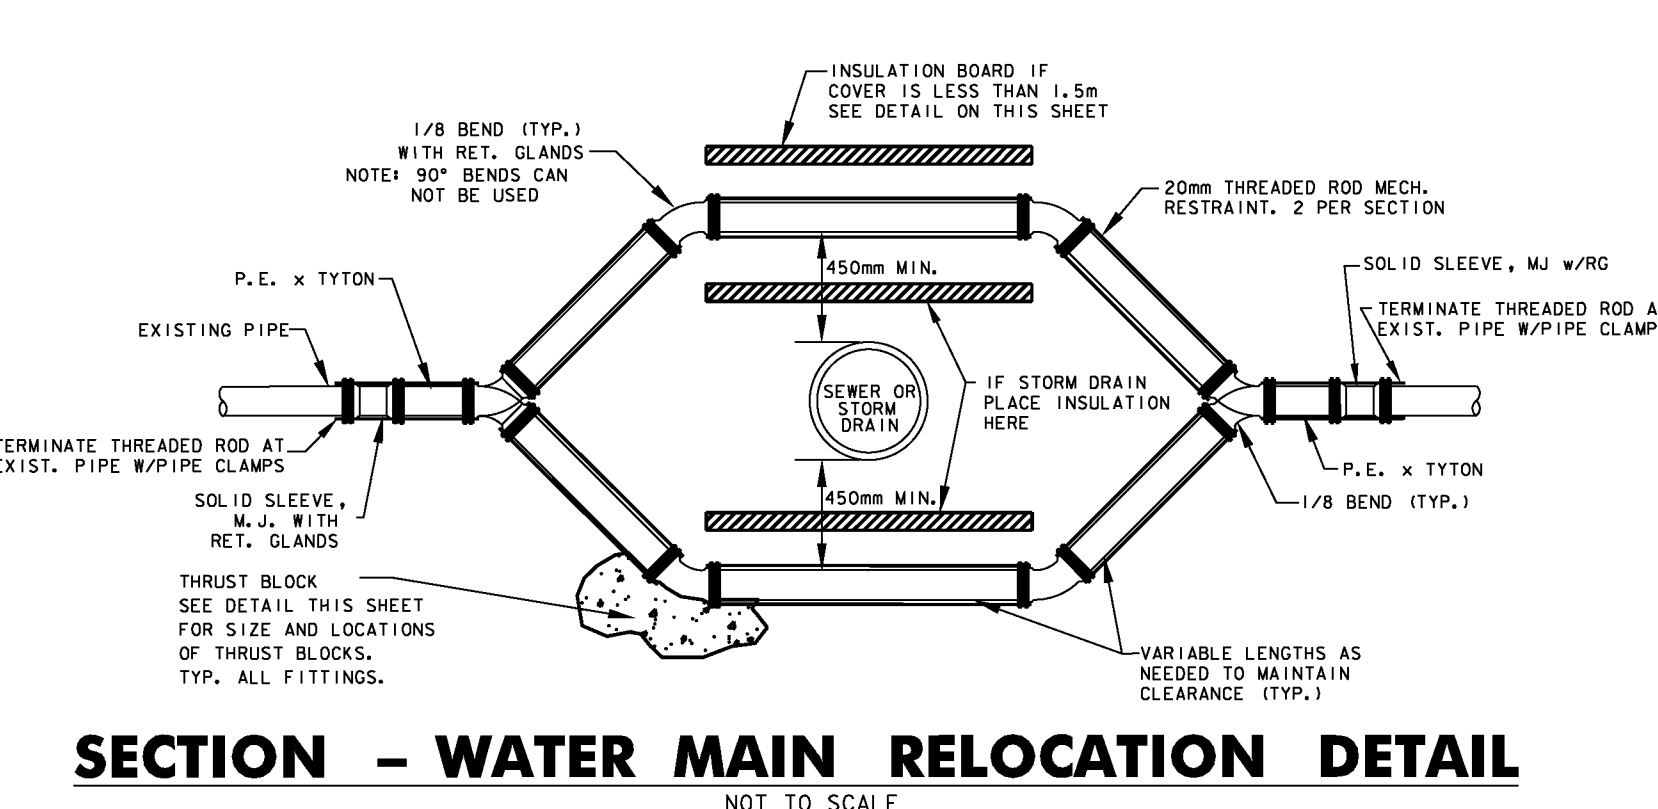 INSULATION BOARD IF
COVER IS LESS THAN 1.5m
SEE DETAIL ON THIS SHEET
1/8 BEND (TYP.)
WITH RET. GLANDS
NOTE: 90° BENDS CAN
NOT BE USED
20mm THREADED ROD MECH.
RESTRAINT. 2 PER SECTION
P.E. x TYTON
450mm MIN.
SOLID SLEEVE, MJ w/RG
EXISTING PIPE
TERMINATE THREADED ROD A
EXIST. PIPE W/PIPE CLAMP
SEWER OR
STORM
DRAIN
IF STORM DRAIN
PLACE INSULATION
HERE
TERMINATE THREADED ROD AT
EXIST. PIPE W/PIPE CLAMPS
P.E. x TYTON
1/8 BEND (TYP.)
SOLID SLEEVE,
M.J. WITH
RET. GLANDS
450mm MIN.
THRUST BLOCK
SEE DETAIL THIS SHEET
FOR SIZE AND LOCATIONS
OF THRUST BLOCKS.
TYP. ALL FITTINGS.
VARIABLE LENGTHS AS
NEEDED TO MAINTAIN
CLEARANCE (TYP.)
SECTION – WATER MAIN RELOCATION DETAIL
NOT TO SCALE